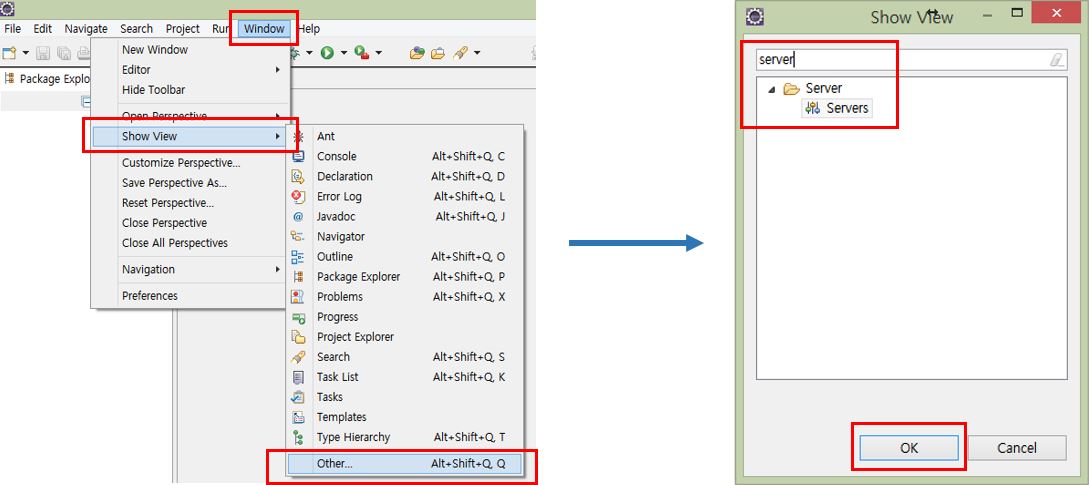 File Edit Navigate Search Project Run Window Help
Package Explo
New Window
Editor
Hide Toolbar
Open Perspective
Show View
Customize Perspective...
Save Perspective As...
Reset Perspective...
Close Perspective
Close All Perspectives
Navigation
Preferences
Ant
Console Alt+Shift+Q, C
Declaration Alt+Shift+Q, D
Error Log Alt+Shift+Q, L
Javadoc Alt+Shift+Q, J
Navigator
Outline Alt+Shift+Q, O
Package Explorer Alt+Shift+Q, P
Problems Alt+Shift+Q, X
Progress
Project Explorer
Search Alt+Shift+Q, S
Task List Alt+Shift+Q, K
Tasks
Templates
Type Hierarchy Alt+Shift+Q, T
Other... Alt+Shift+Q, Q
Show View
server
Server
Servers
OK Cancel